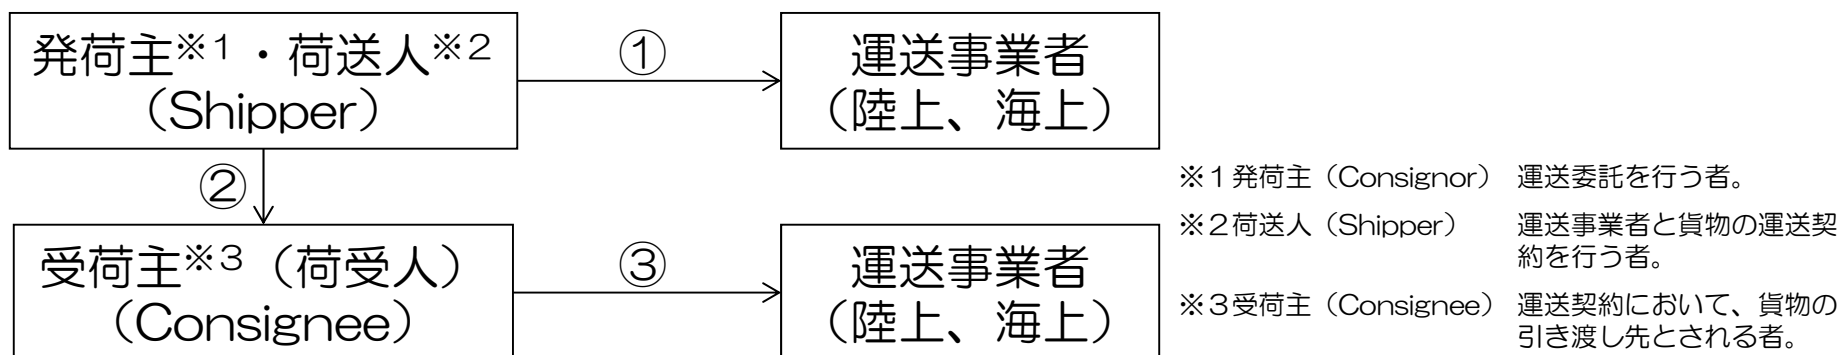 発荷主※1・荷送人※2
（Shipper）
①
運送事業者
（陸上、海上）
②
受荷主※3（荷受人）
（Consignee）
③
運送事業者
（陸上、海上）
※１発荷主（Consignor） 運送委託を行う者。
※２荷送人（Shipper） 運送事業者と貨物の運送契
約を行う者。
※３受荷主（Consignee） 運送契約において、貨物の
引き渡し先とされる者。